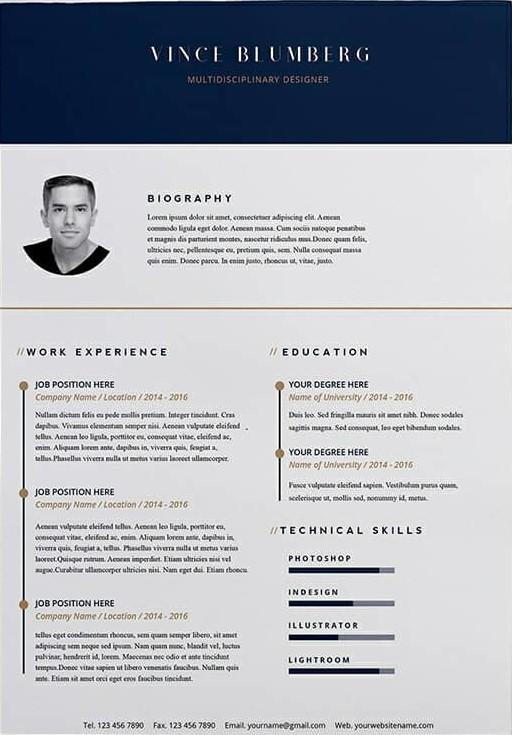 VINCE BLUMBERG
MULTIDISCIPLINARY DESIGNER
BIOGRAPHY
Lorem ipsum dolor sit amet, consectetuer adipiscing elit. Aenean
commodo ligula eget dolor. Aenean massa. Cum sociis natoque penatibus
et magnis dis parturient montes, nascetur ridiculus mus.Donec quam felis,
ultricies nec, pellentesque eu, pretium quis, sem. Nulla consequat massa
quis enim. Donec parcu. In enim justo, rhoncus ut, vitae, justo.
//WORK EXPERIENCE
JOB POSITION HERE
Company Name / Location / 2014 - 2016
Nullam dictum felis eu pede mollis pretium. Integer tincidunt. Cras
dapibus. Vivamus elementum semper nisi. Aenean vulputate eleifend
tellus. Aenean leo ligula, porttitor eu, consequat vitae, eleifend ac,
enim. Aliquam lorem ante, dapibus in, viverra quis, feugiat a,
tellus.Phasellus viverra nulla ut metus varius laoreet ullamcorper.
JOB POSITION HERE
Company Name / Location / 2014 - 2016
Aenean vulputate eleifend tellus. Aenean leo ligula, porttitor eu,
consequat vitae, eleifend ac, enim. Aliquam lorem ante, dapibus in,
viverra quis, feugiat a, tellus. Phasellus viverra nulla ut metus varius
laoreet.Quisque rutrum. Aenean imperdiet. Etiam ultricies nisi vel
augue.Curabitur ullamcorper ultricies nisi. Nam eget dui. Etiam rhoncu.
JOB POSITION HERE
Company Name / Location / 2014 - 2016
tellus eget condimentum rhoncus, sem quam semper libero, sit amet
adipiscing sem neque sed ipsum. Nam quam nunc, blandit vel, luctus
pulvinar, hendrerit id, lorem. Maecenas nec odio et ante tincidunt
tempus.Donec vitae sapien ut libero venenatis faucibus. Nullam quis
ante. Etiam sit amet orci eget eros faucibus tincidunt.
// EDUCATION
YOUR DEGREE HERE
Name of University / 2014 - 2016
Duis leo. Sed fringilla mauris sit amet nibh. Donec sodales
sagittis magna. Sed consequat, leo eget bibendum sodales.
YOUR DEGREE HERE
Name of University / 2014 - 2016
Fusce vulputate eleifend sapien. Vestibulum purus quam,
scelerisque ut, mollis sed, nonummy id, metus.
//TECHNICAL SKILLS
PHOTOSHOP
INDESIGN
ILLUSTRATOR
LIGHTROOM
Tel. 123 456 7890 Fax. 123 456 7890 Email. yourname@gmail.com Web. yourwebsitename.com